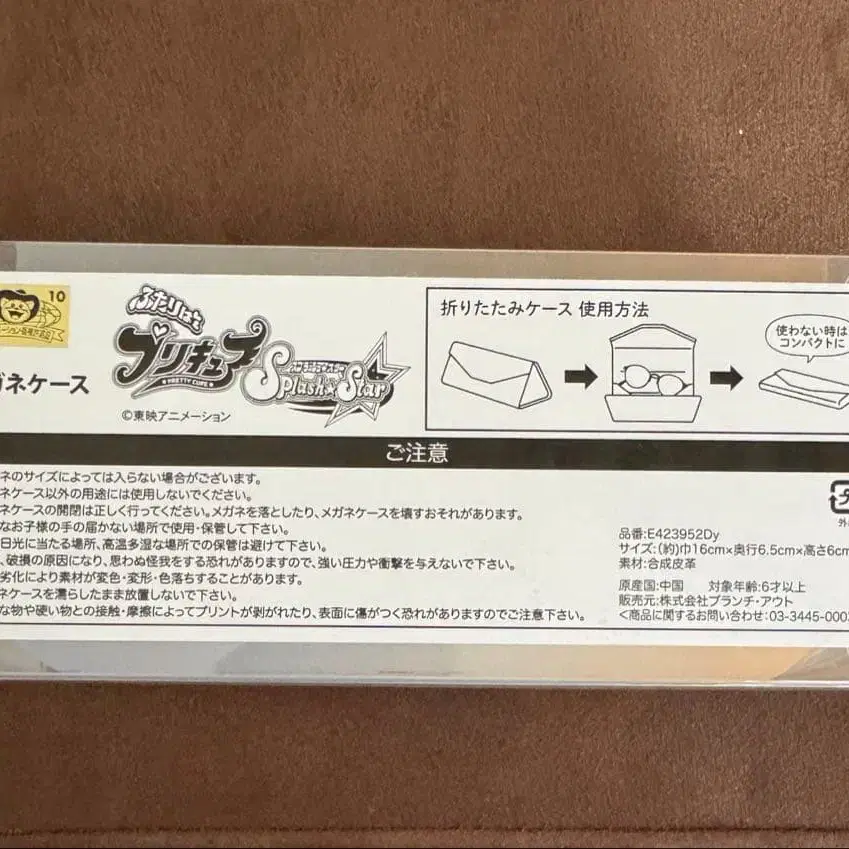 10
ふたりは
プリキュア
PRETTY CURE
Splash★Star
ガネケース
©東映アニメーション
折りたたみケース 使用方法
使わない時は
コンパクトに
ご注意
ネのサイズによっては入らない場合がございます。
ネケース以外の用途には使用しないでください。
ネケースの開閉は正しく行ってください。メガネを落としたり、メガネケースを壊すおそれがあります。
なお子様の手の届かない場所で使用・保管して下さい。
日光に当たる場所、高温多湿な場所での保管は避けて下さい。
、破損の原因になり、思わぬ怪我をする恐れがありますので、強い圧力や衝撃を与えないで下さい。
劣化により素材が変色・変形・色落ちすることがあります。
ネケースを濡らしたまま放置しないで下さい。
な物や硬い物との接触・摩擦によってプリントが剥がれたり、表面に傷がつく恐れがありますのでご注意下さい。
品番:E423952Dy
サイズ:(約)巾16cm×奥行6.5cm×高さ6cm
素材:合成皮革
原産国:中国 対象年齢:6才以上
販売元:株式会社ブランチ・アウト
<商品に関するお問い合わせ:03-3445-0003